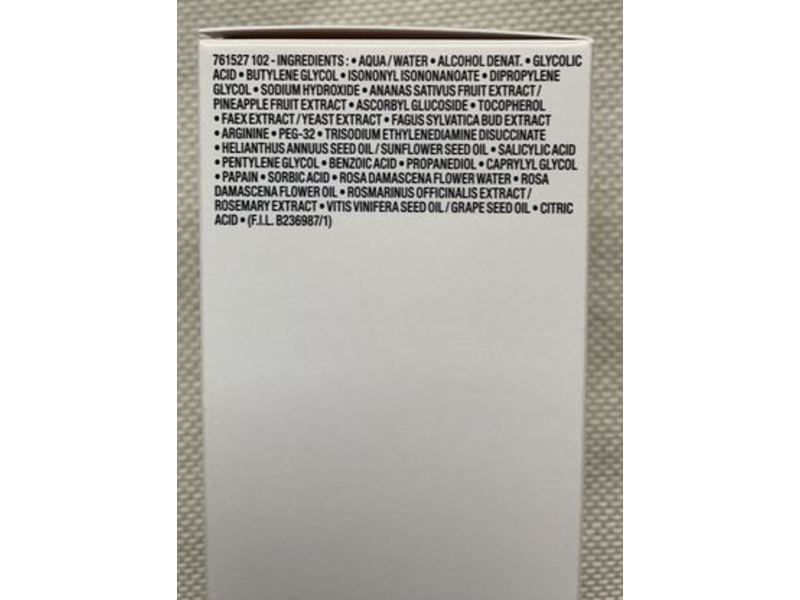 761527 102 - INGREDIENTS : • AQUA / WATER • ALCOHOL DENAT. • GLYCOLIC
ACID • BUTYLENE GLYCOL • ISONONYL ISONONANOATE • DIPROPYLENE
GLYCOL • SODIUM HYDROXIDE • ANANAS SATIVUS FRUIT EXTRACT /
PINEAPPLE FRUIT EXTRACT • ASCORBYL GLUCOSIDE • TOCOPHEROL
• FAEX EXTRACT / YEAST EXTRACT • FAGUS SYLVATICA BUD EXTRACT
• ARGININE • PEG-32 • TRISODIUM ETHYLENEDIAMINE DISUCCINATE
• HELIANTHUS ANNUUS SEED OIL / SUNFLOWER SEED OIL • SALICYLIC ACID
• PENTYLENE GLYCOL • BENZOIC ACID • PROPANEDIOL • CAPRYLYL GLYCOL
• PAPAIN • SORBIC ACID • ROSA DAMASCENA FLOWER WATER • ROSA
DAMASCENA FLOWER OIL • ROSMARINUS OFFICINALIS EXTRACT /
ROSEMARY EXTRACT • VITIS VINIFERA SEED OIL / GRAPE SEED OIL • CITRIC
ACID • (F.I.L. B236987/1)